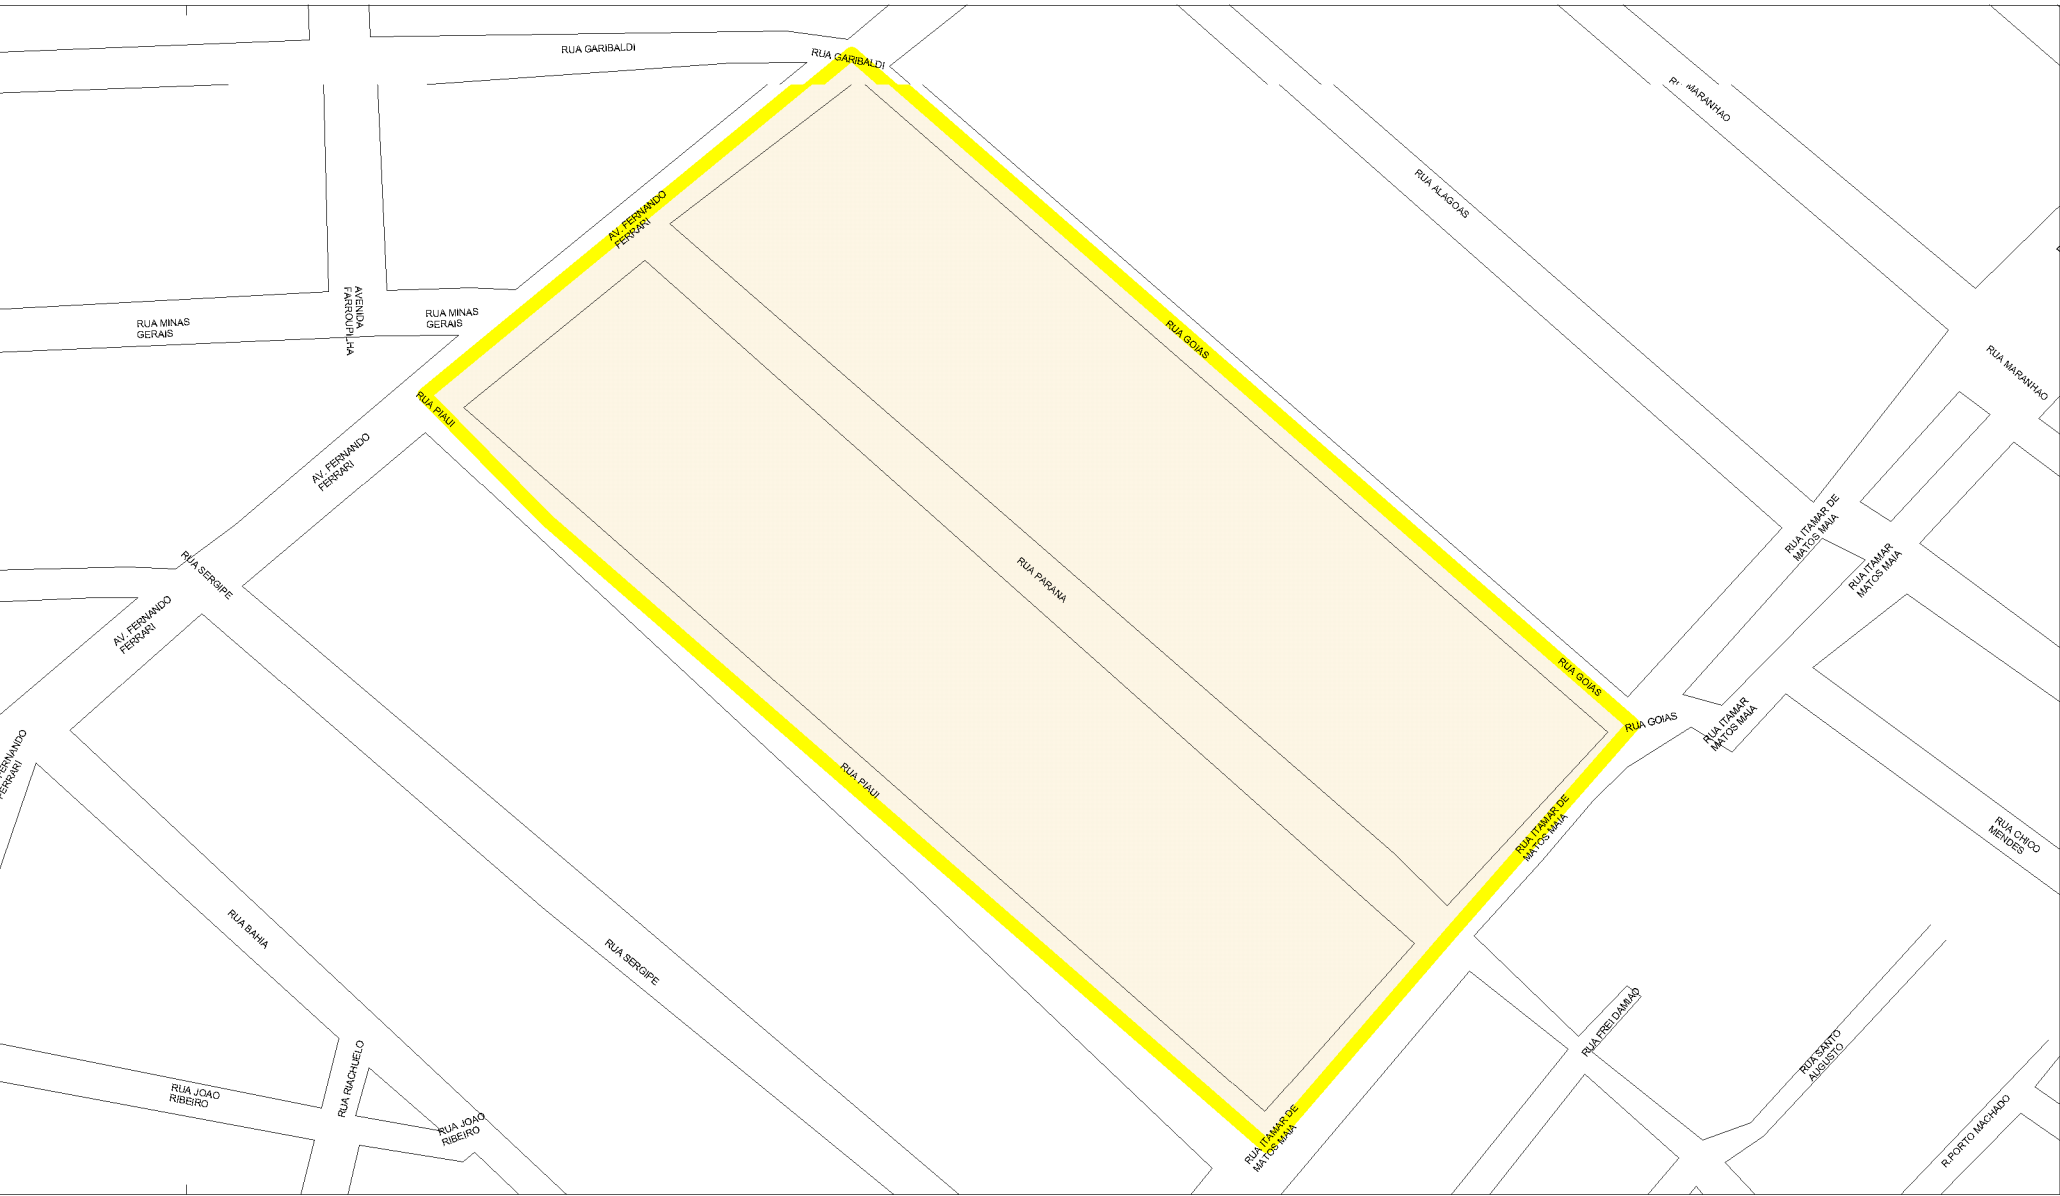 RUA GARIBALDI
RUA GARIBALDI
MARANHAO
RUA ALAGOAS
AV. FERNANDO
FERRARI
AVENIDA
FARROUPILHA
RUA MINAS
GERAIS
RUA MINAS
GERAIS
RUA GOIAS
RUA MARANHAO
RUA PIAUI
AV. FERNANDO
FERRARI
RUA ITAMAR DE
MATOS MAIA
RUA SERGIPE
RUA ITAMAR
MATOS MAIA
RUA PARANA
AV. FERNANDO
FERRARI
RUA GOIAS
RUA GOIAS
RUA ITAMAR
MATOS MAIA
FERRARI
RUA PIAUI
RUA ITAMAR DE
MATOS MAIA
RUA CHICO
MENDES
RUA BAHIA
RUA SERGIPE
RUA FREI DAMIAO
RUA SANTO
AUGUSTO
RUA RIACHUELO
RUA JOAO
RIBEIRO
RUA JOAO
RIBEIRO
RUA ITAMAR DE
MATOS MAIA
R.PORTO MACHADO